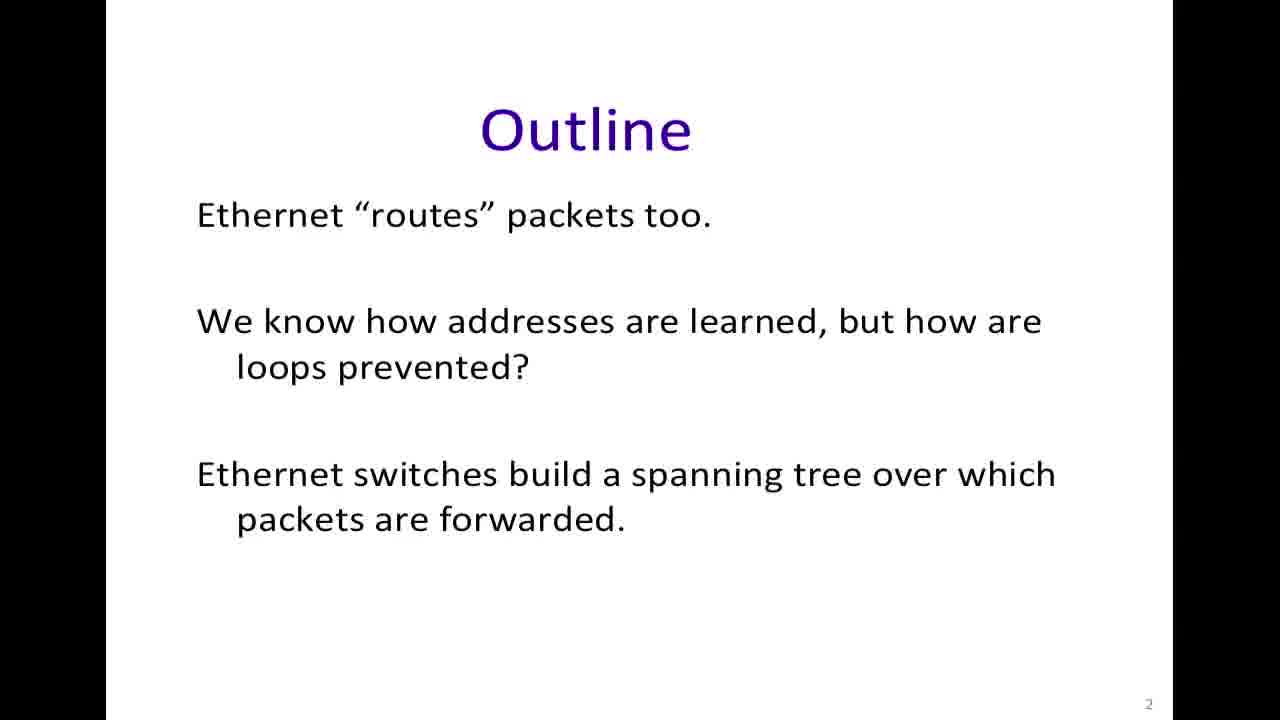 Outline
Ethernet “routes” packets too.
We know how addresses are learned, but how are
loops prevented?
Ethernet switches build a spanning tree over which
packets are forwarded.
2